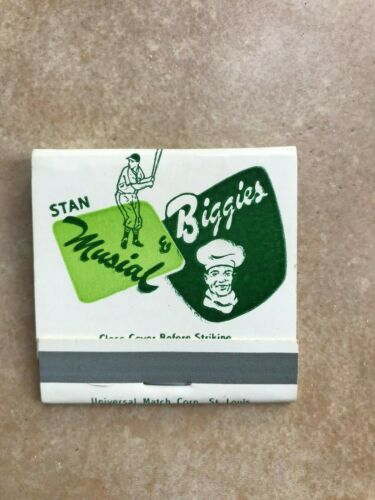 STAN
Musial
& Biggies
Close Cover Before Striking
Universal Match Corp. St. Louis